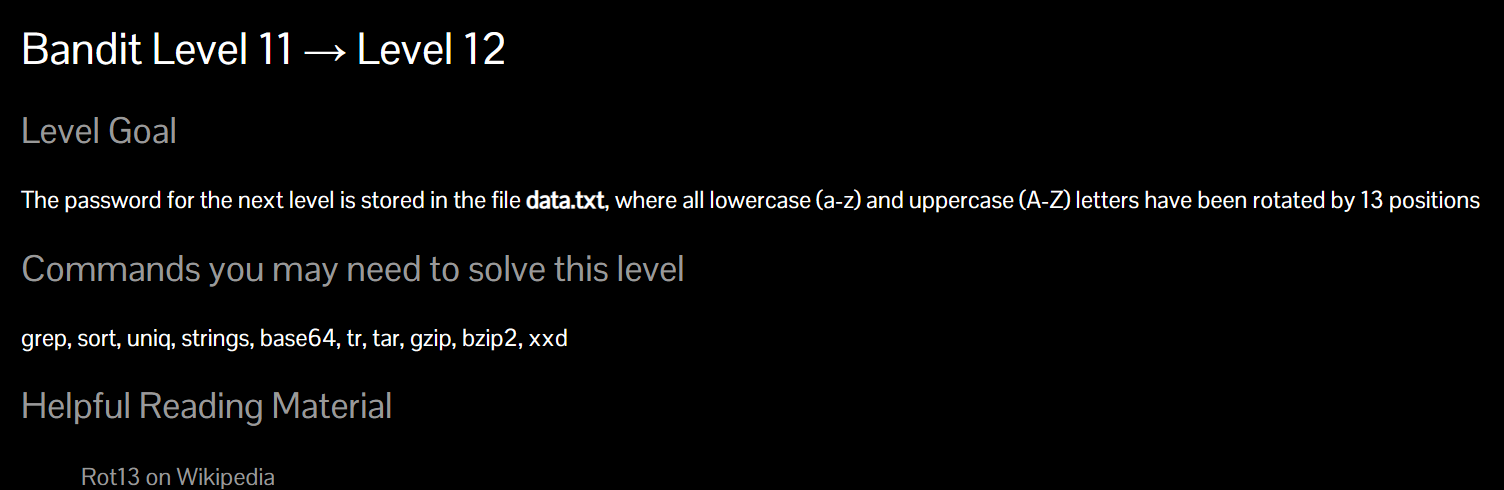 Bandit Level 11 → Level 12
Level Goal
The password for the next level is stored in the file data.txt, where all lowercase (a-z) and uppercase (A-Z) letters have been rotated by 13 positions
Commands you may need to solve this level
grep, sort, uniq, strings, base64, tr, tar, gzip, bzip2, xxd
Helpful Reading Material
Rot13 on Wikipedia